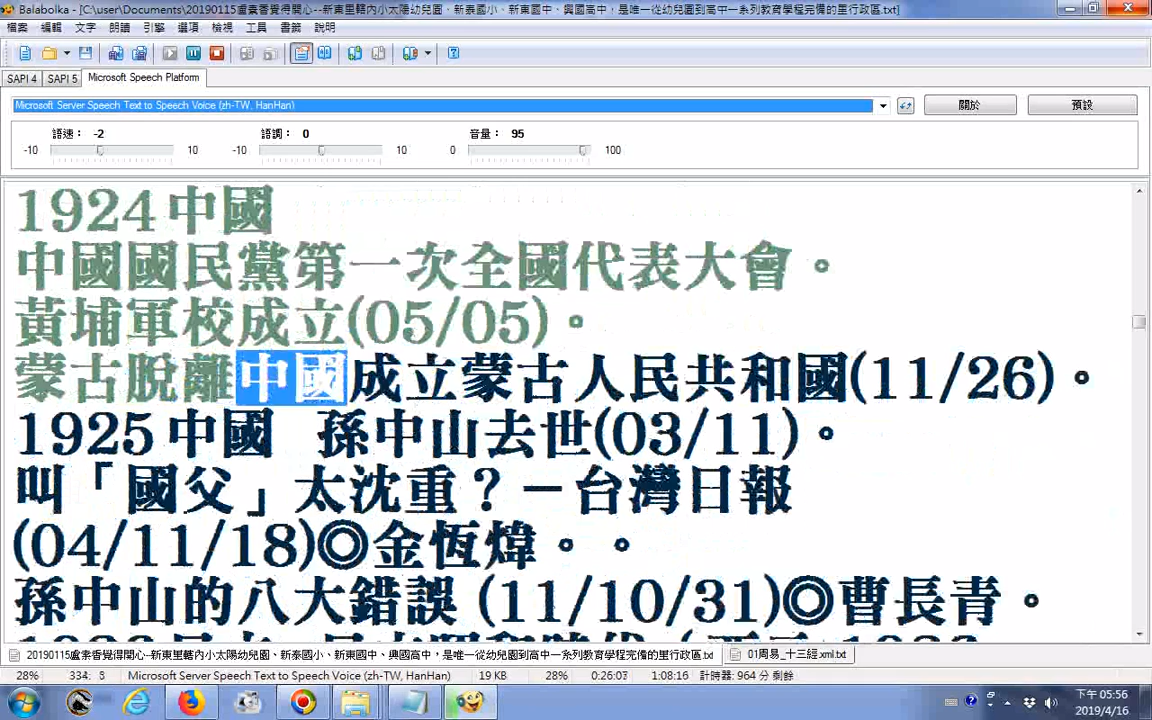 Balabolka - [C:\user\Documents\20190115盧素香覺得開心--新東里轄內小太陽幼兒園、新泰國小、新東國中、興國高中，是唯一從幼兒園到高中一系列教育學程完備的里行政區.txt]
檔案 編輯 文字 朗讀 引擎 選項 檢視 工具 書籤 說明
SAPI 4 SAPI 5 Microsoft Speech Platform
Microsoft Server Speech Text to Speech Voice (zh-TW, HanHan) 關於 預設
語速： -2 語調： 0 音量： 95
-10 10 -10 10 0 100
1924中國
中國國民黨第一次全國代表大會。
黃埔軍校成立(05/05)。
蒙古脫離中國成立蒙古人民共和國(11/26)。
1925中國 孫中山去世(03/11)。
叫「國父」太沈重？－台灣日報
(04/11/18)◎金恆煒。。
孫中山的八大錯誤 (11/10/31)◎曹長青。
20190115盧素香覺得開心--新東里轄內小太陽幼兒園、新泰國小、新東國中、興國高中，是唯一從幼兒園到高中一系列教育學程完備的里行政區.txt 01周易_十三經.xml.txt
28% 334: 8 Microsoft Server Speech Text to Speech Voice (zh-TW, HanHan) 19 KB 28% 0:26:07 1:08:16 計時器: 964 分 剩餘
下午 05:56
2019/4/16